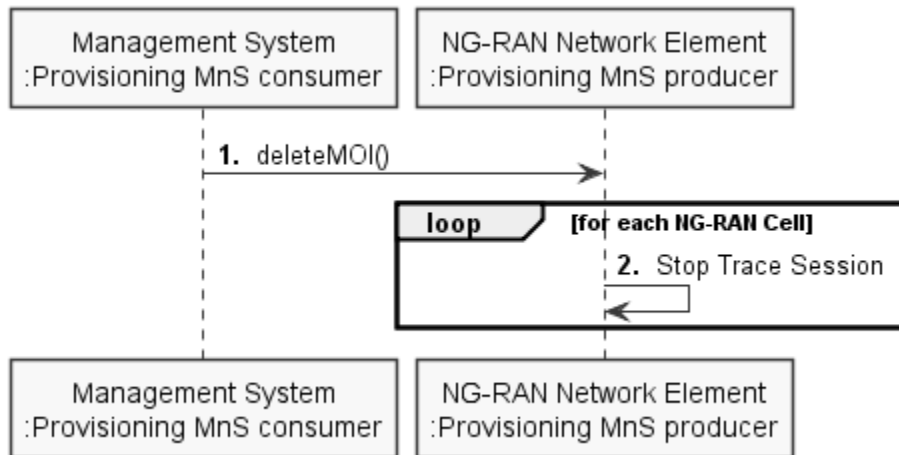 Management System
:Provisioning MnS consumer
NG-RAN Network Element
:Provisioning MnS producer
1. deleteMOI()
loop [for each NG-RAN Cell]
2. Stop Trace Session
Management System
:Provisioning MnS consumer
NG-RAN Network Element
:Provisioning MnS producer